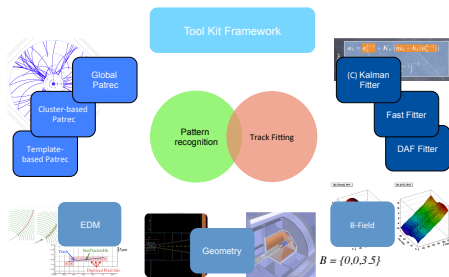 Tool Kit Framework
Global
Patrec
Cluster-based
Patrec
Template-
based Patrec
Pattern
recognition
Track Fitting
(C) Kalman
Fitter
Fast Fitter
DAF Fitter
EDM
Geometry
B-Field
B = {0,0,3.5}